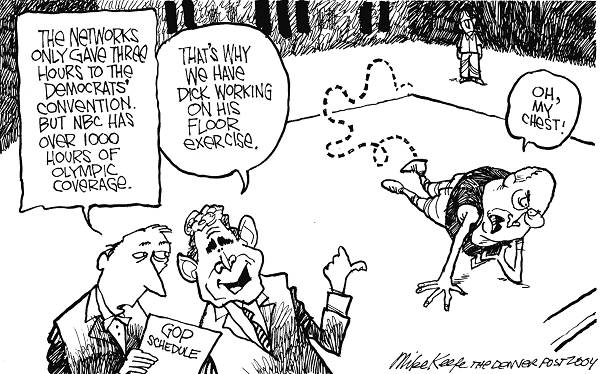 THE NETWORKS
ONLY GAVE THREE
HOURS TO THE
DEMOCRATS'
CONVENTION.
BUT NBC HAS
OVER 1000
HOURS OF
OLYMPIC
COVERAGE.
THAT'S WHY
WE HAVE
DICK WORKING
ON HIS
FLOOR
EXERCISE.
OH,
MY
CHEST!
GOP
SCHEDULE
Mike Keefe THE DENVER POST 2004